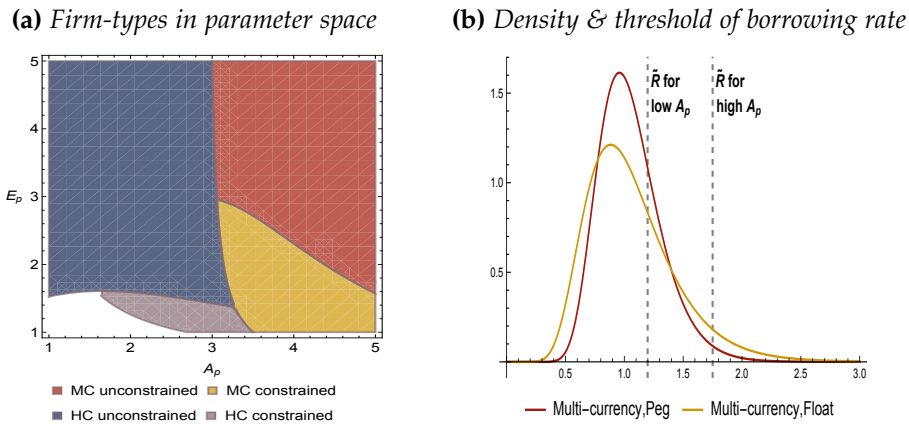 (a) Firm-types in parameter space
5
4
E_p 3
2
1
1 2 3 4 5
A_p
MC unconstrained MC constrained
HC unconstrained HC constrained
(b) Density & threshold of borrowing rate
R̃ for low A_p
R̃ for high A_p
1.5
1.0
0.5
0.5 1.0 1.5 2.0 2.5 3.0
Multi-currency,Peg Multi-currency,Float